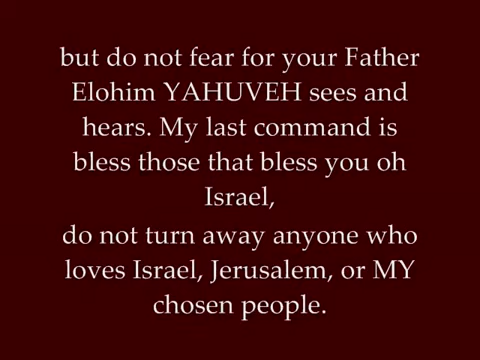 but do not fear for your Father
Elohim YAHUVEH sees and
hears. My last command is
bless those that bless you oh
Israel,
do not turn away anyone who
loves Israel, Jerusalem, or MY
chosen people.